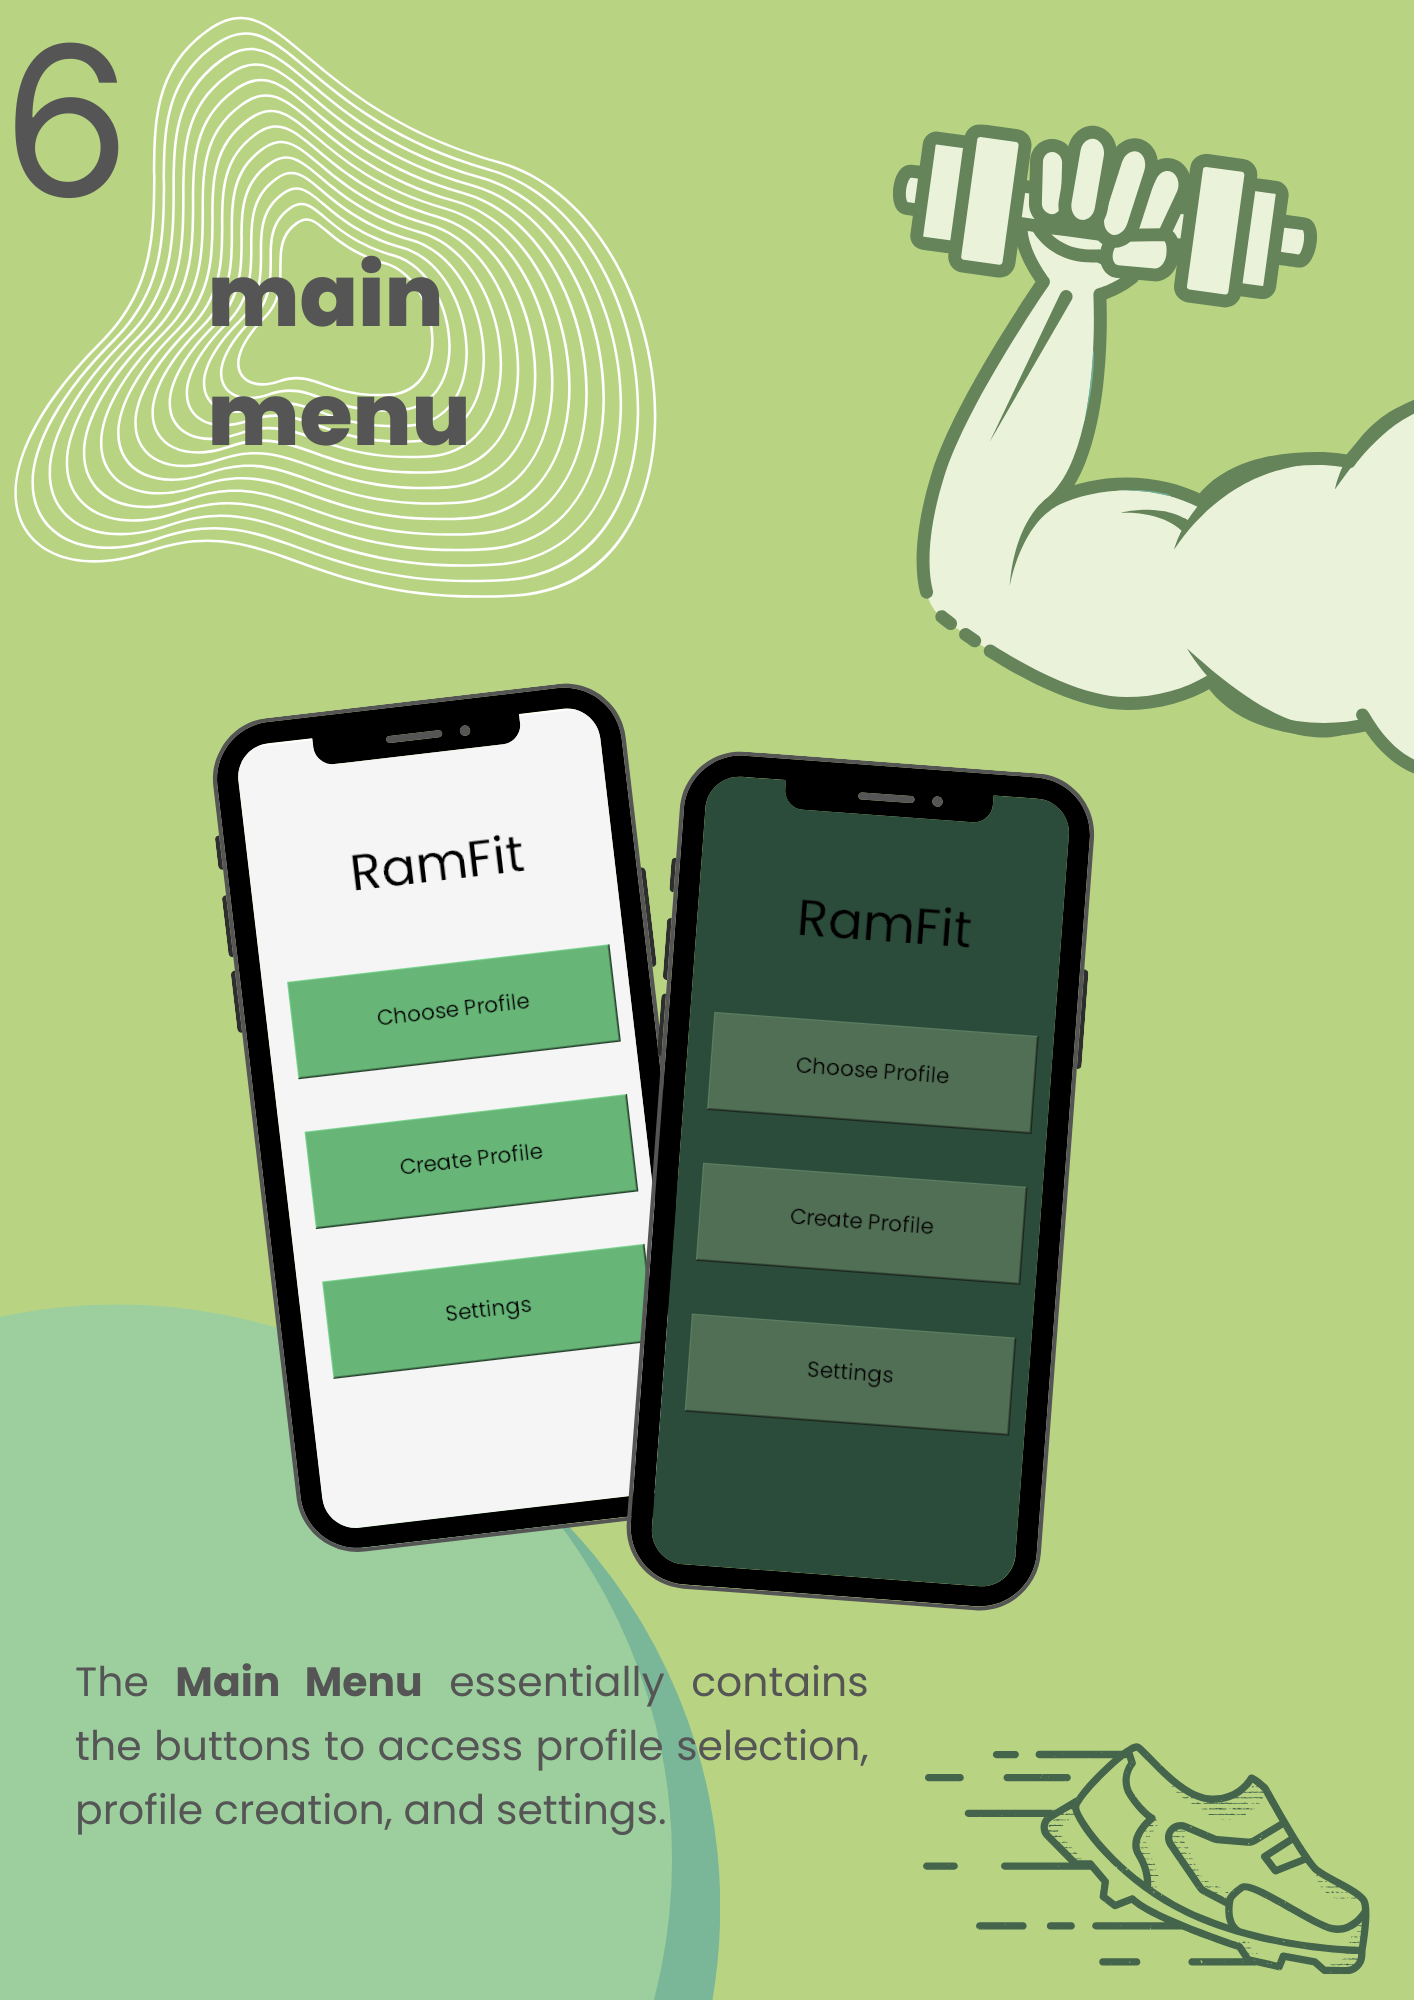 6
main
menu
RamFit
Choose Profile
Create Profile
Settings
RamFit
Choose Profile
Create Profile
Settings
The Main Menu essentially contains
the buttons to access profile selection,
profile creation, and settings.